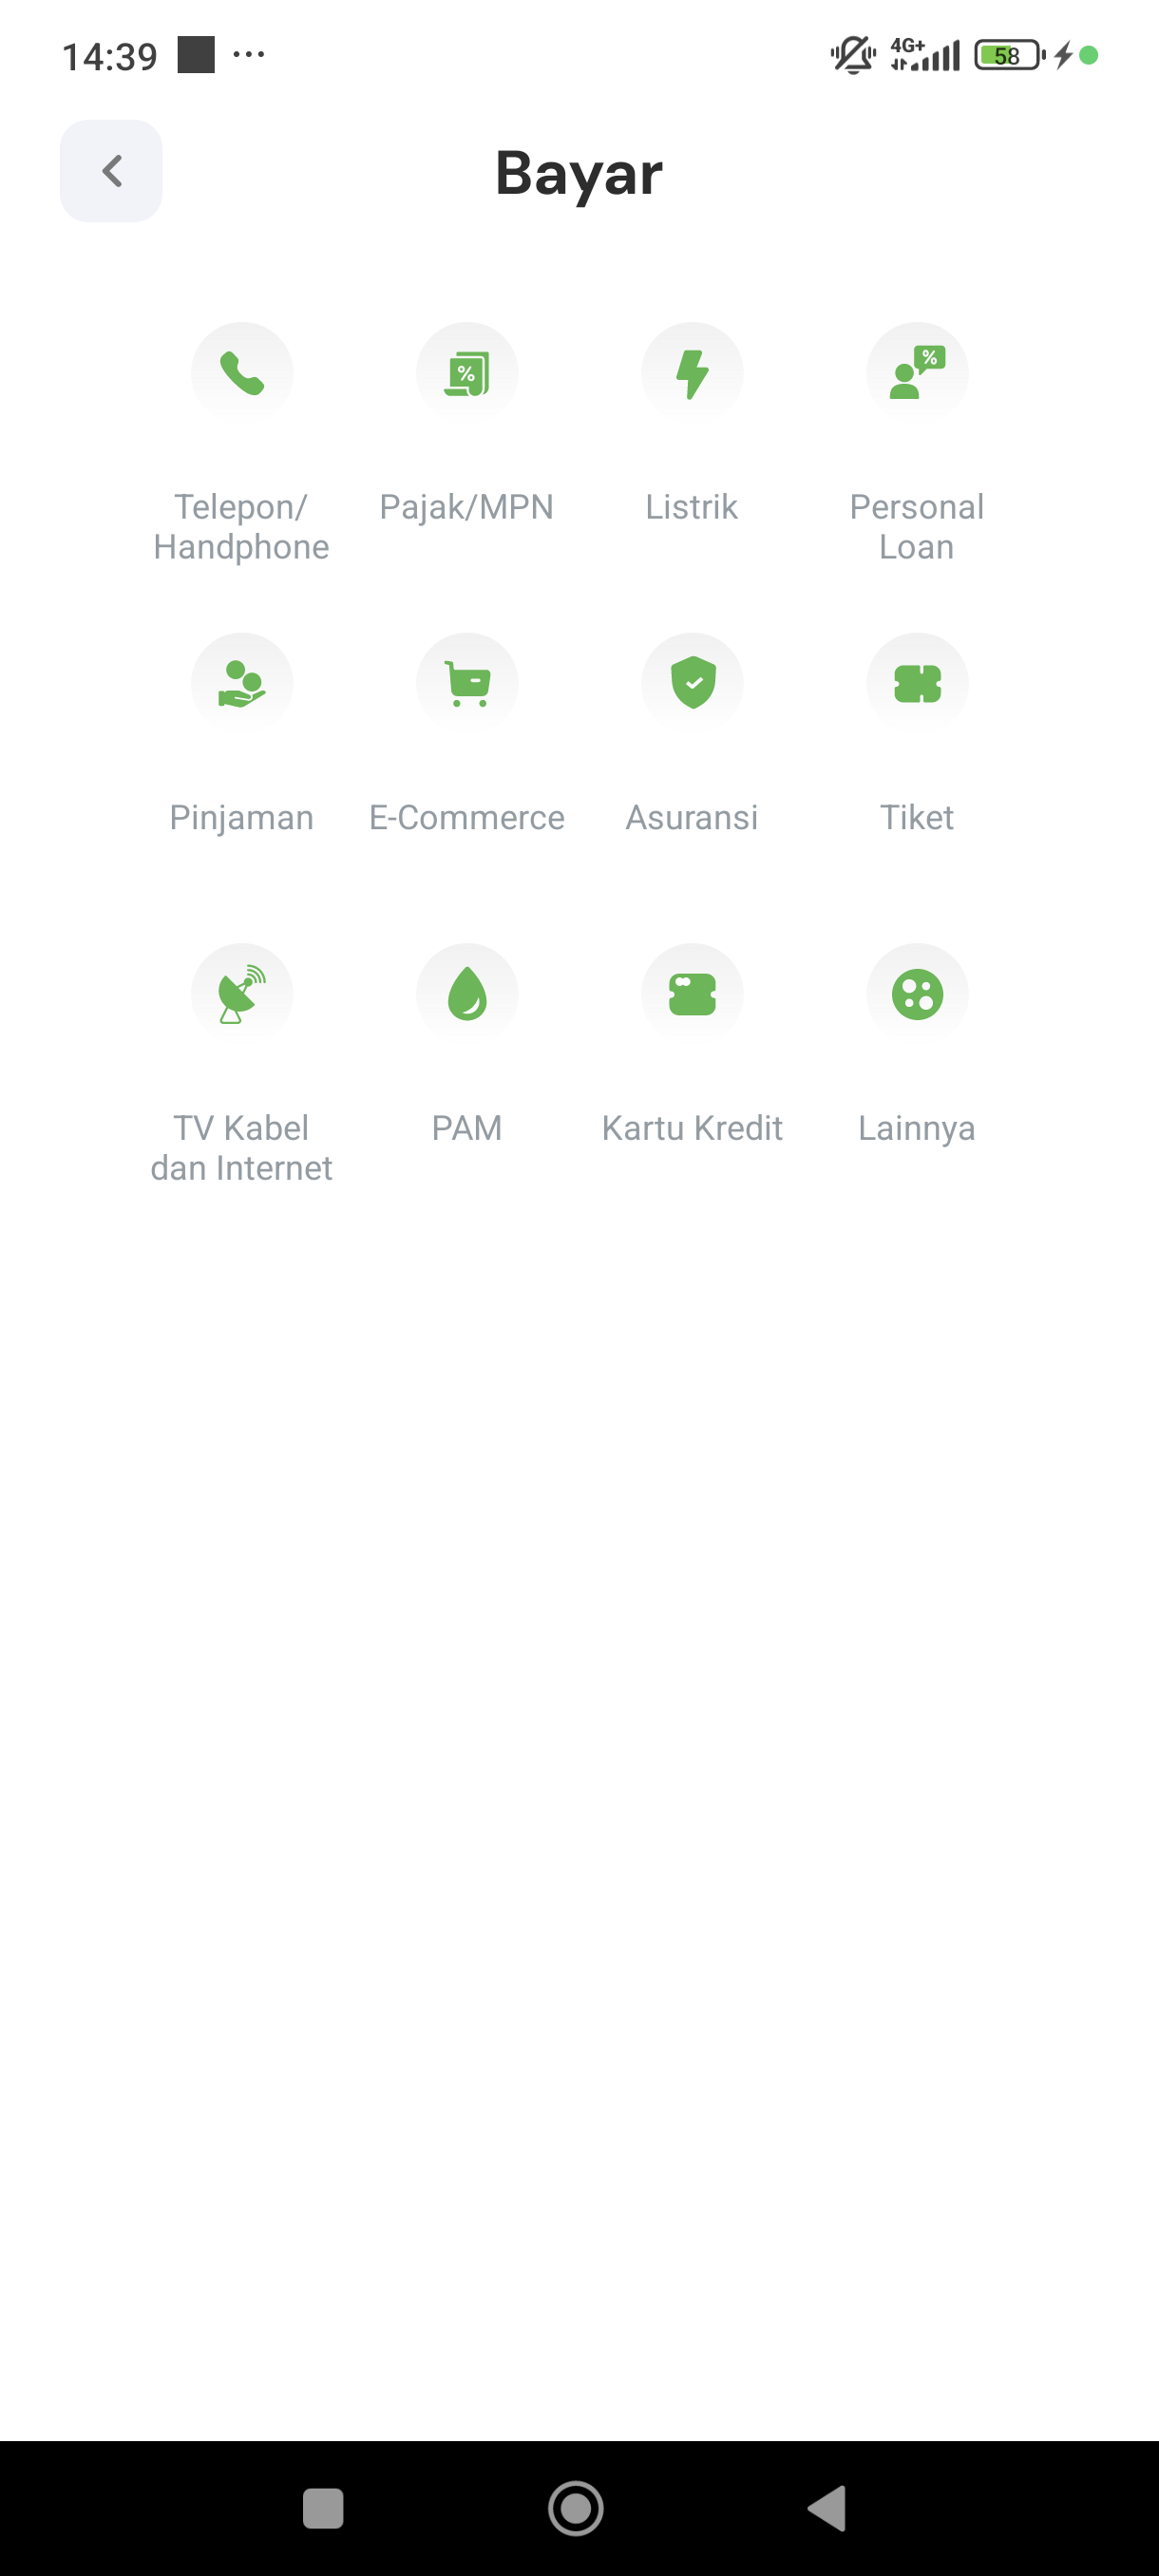 14:39
4G+
58
Bayar
%
%
Telepon/
Handphone
Pajak/MPN
Listrik
Personal
Loan
Pinjaman
E-Commerce
Asuransi
Tiket
TV Kabel
dan Internet
PAM
Kartu Kredit
Lainnya